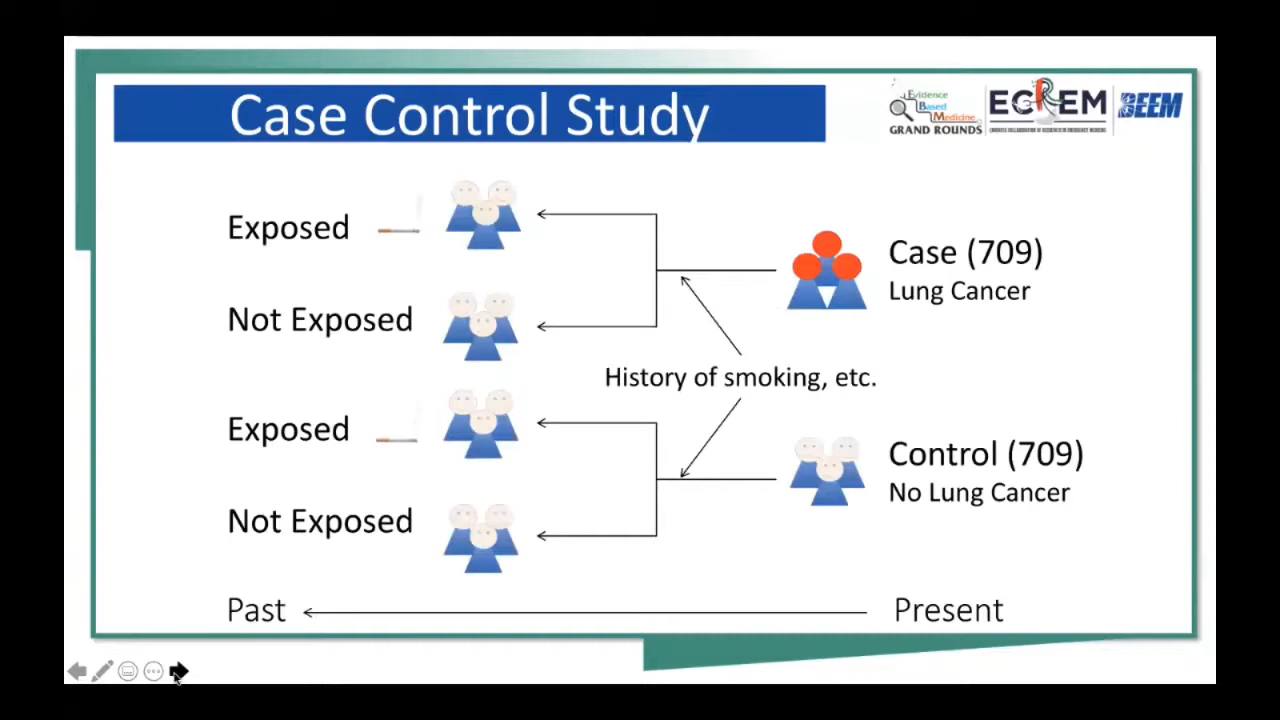 Case Control Study
Evidence
Based
Medicine
GRAND ROUNDS
ECREM
BEEM
Exposed
Not Exposed
Case (709)
Lung Cancer
History of smoking, etc.
Exposed
Not Exposed
Control (709)
No Lung Cancer
Past
Present